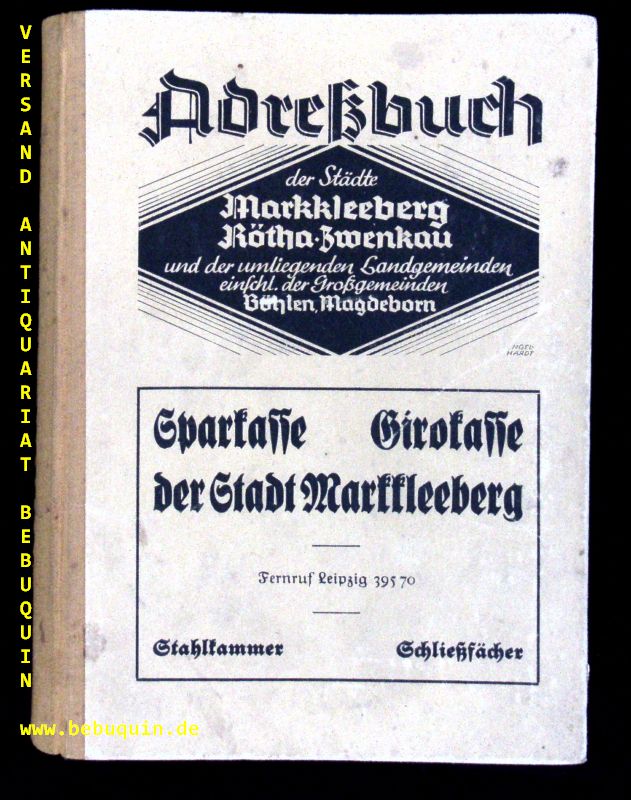 VERSAND ANTIQUARIAT BEBUQUIN
Adreßbuch
der Städte
Markkleeberg
Rötha·Zwenkau
und der umliegenden Landgemeinden
einschl. der Großgemeinden
Böhlen, Magdeborn
HARDT
Sparkasse Girokasse
der Stadt Markkleeberg
Fernruf Leipzig 395 70
Stahlkammer Schließfächer
www.bebuquin.de